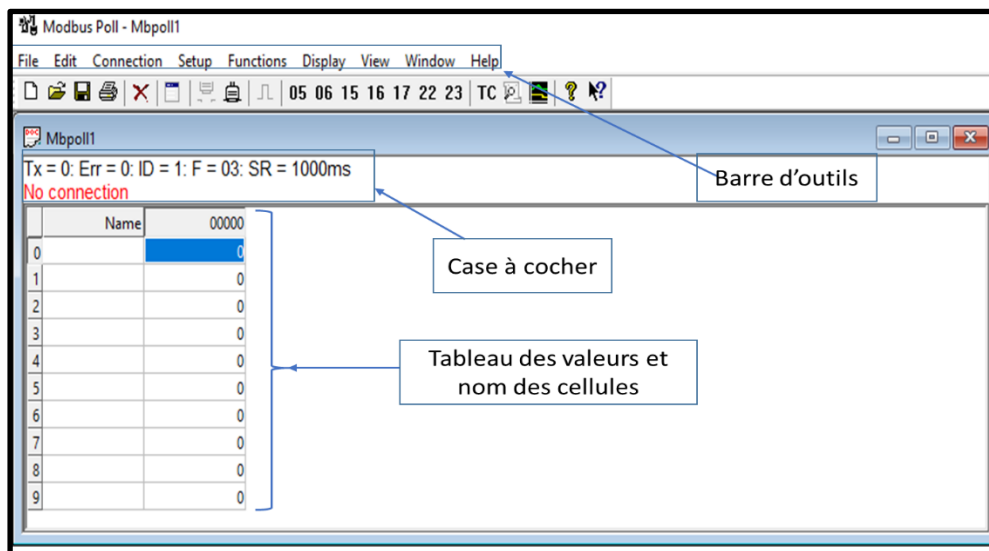 Modbus Poll - Mbpoll1
File Edit Connection Setup Functions Display View Window Help
05 06 15 16 17 22 23 TC
Mbpoll1
Tx = 0: Err = 0: ID = 1: F = 03: SR = 1000ms
No connection
Barre d'outils
Name 00000
0 0
Case à cocher
1 0
2 0
3 0
4 0
Tableau des valeurs et
nom des cellules
5 0
6 0
7 0
8 0
9 0